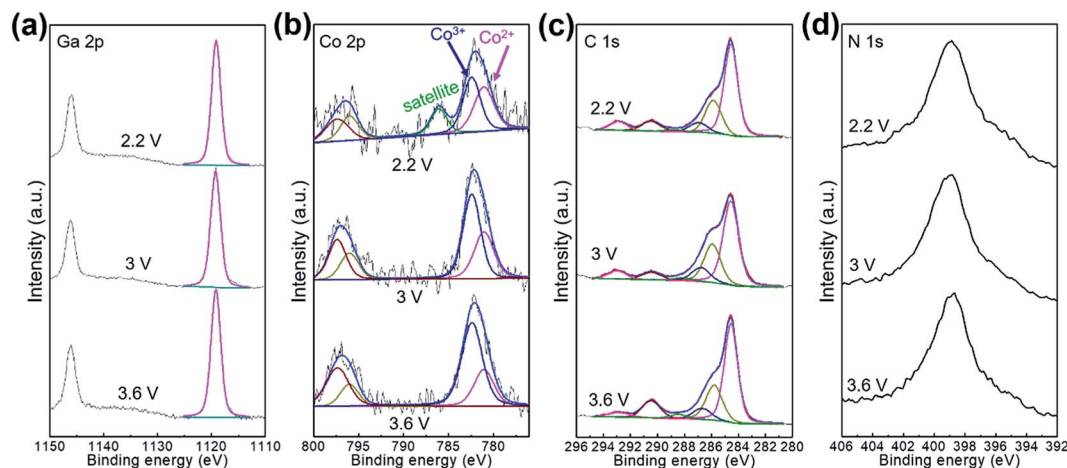 (a)
Ga 2p
2.2 V
3 V
3.6 V
Intensity (a.u.)
1150 1140 1130 1120 1110
Binding energy (eV)
(b)
Co 2p
Co3+
Co2+
satellite
2.2 V
3 V
3.6 V
Intensity (a.u.)
800 795 790 785 780
Binding energy (eV)
(c)
C 1s
2.2 V
3 V
3.6 V
Intensity (a.u.)
296 294 292 290 288 286 284 282 280
Binding energy (eV)
(d)
N 1s
2.2 V
3 V
3.6 V
Intensity (a.u.)
406 404 402 400 398 396 394 392
Binding energy (eV)